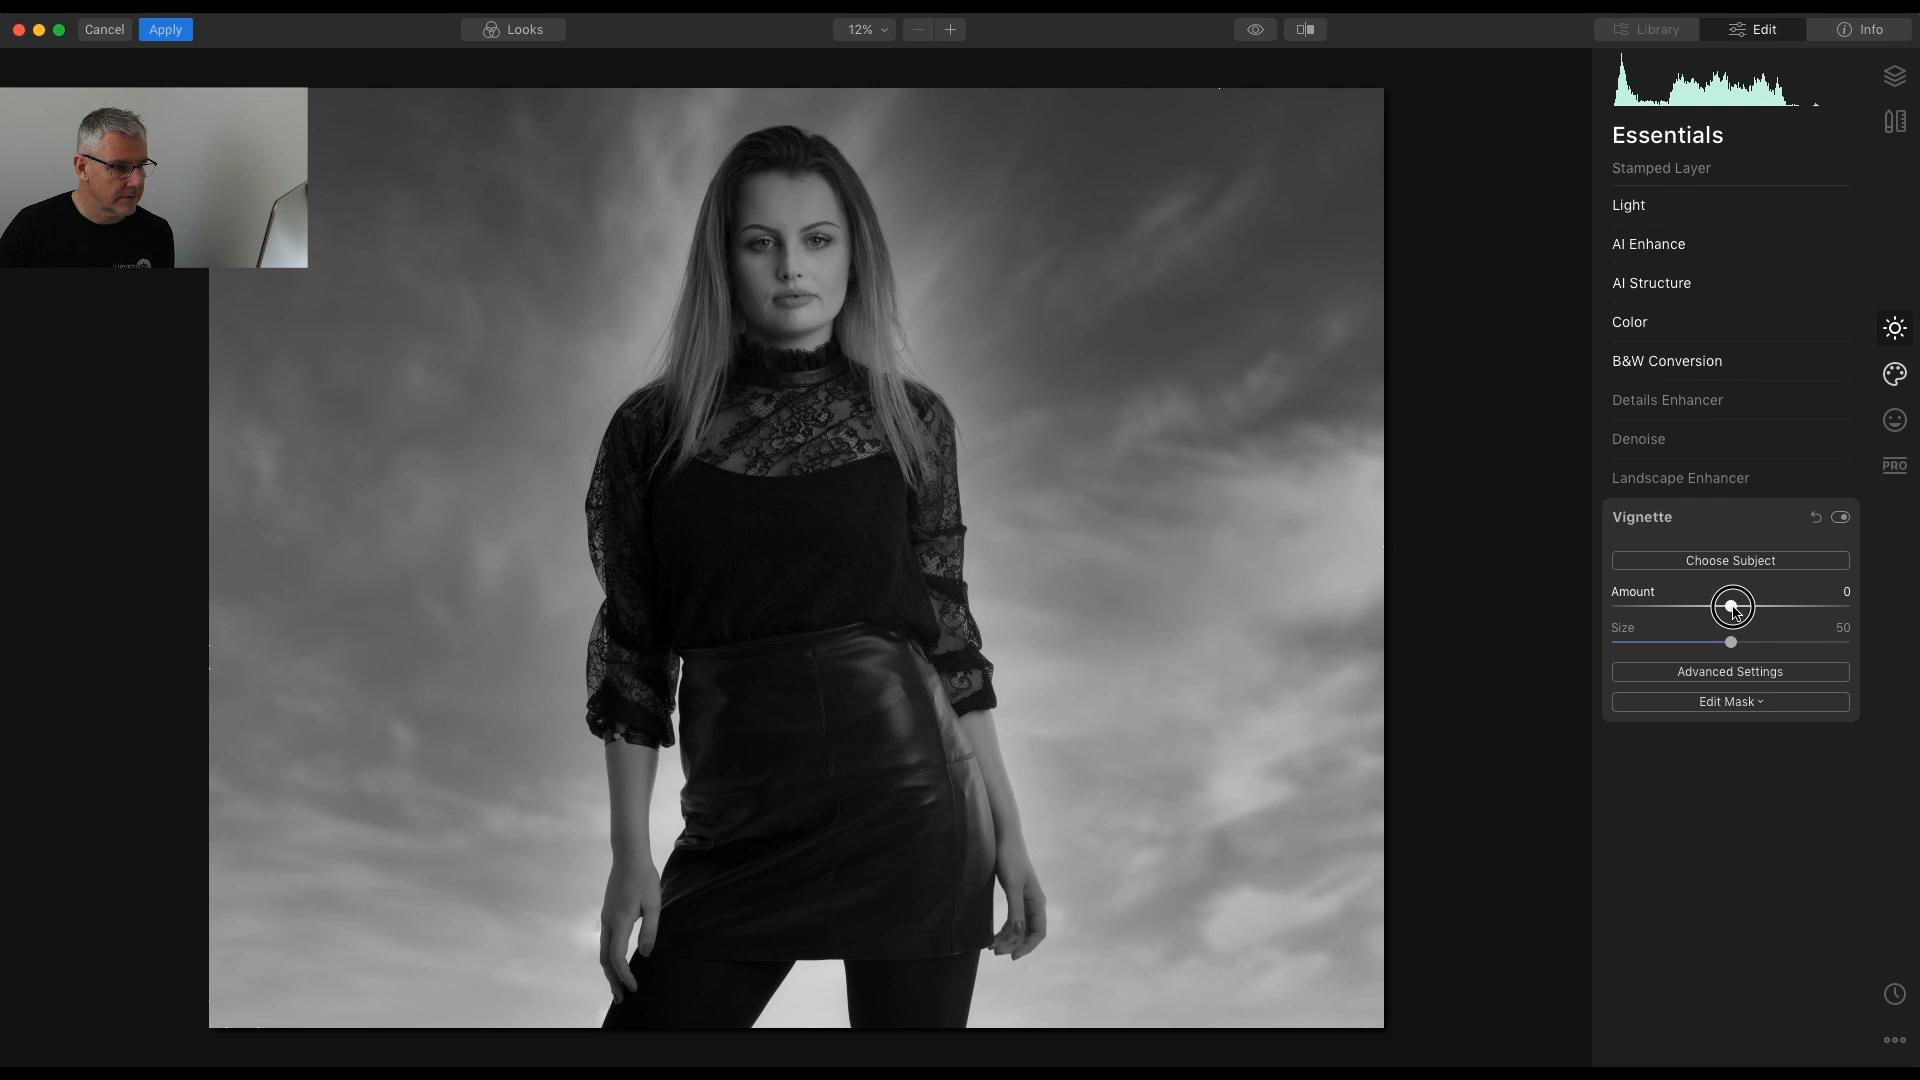 Cancel
Apply
Looks
12%
Library
Edit
Info
Essentials
Stamped Layer
Light
AI Enhance
AI Structure
Color
B&W Conversion
Details Enhancer
Denoise
Landscape Enhancer
PRO
Vignette
Choose Subject
Amount 0
Size 50
Advanced Settings
Edit Mask